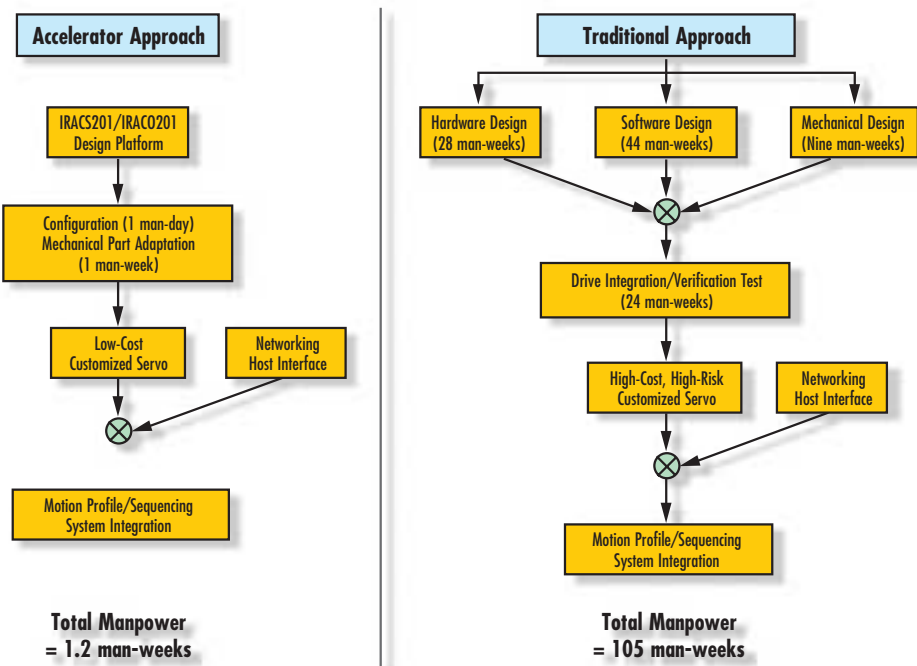 Accelerator Approach
IRACS201/IRACO201
Design Platform
Configuration (1 man-day)
Mechanical Part Adaptation
(1 man-week)
Low-Cost
Customized Servo
Networking
Host Interface
Motion Profile/Sequencing
System Integration
Total Manpower
= 1.2 man-weeks
Traditional Approach
Hardware Design
(28 man-weeks)
Software Design
(44 man-weeks)
Mechanical Design
(Nine man-weeks)
Drive Integration/Verification Test
(24 man-weeks)
High-Cost, High-Risk
Customized Servo
Networking
Host Interface
Motion Profile/Sequencing
System Integration
Total Manpower
= 105 man-weeks